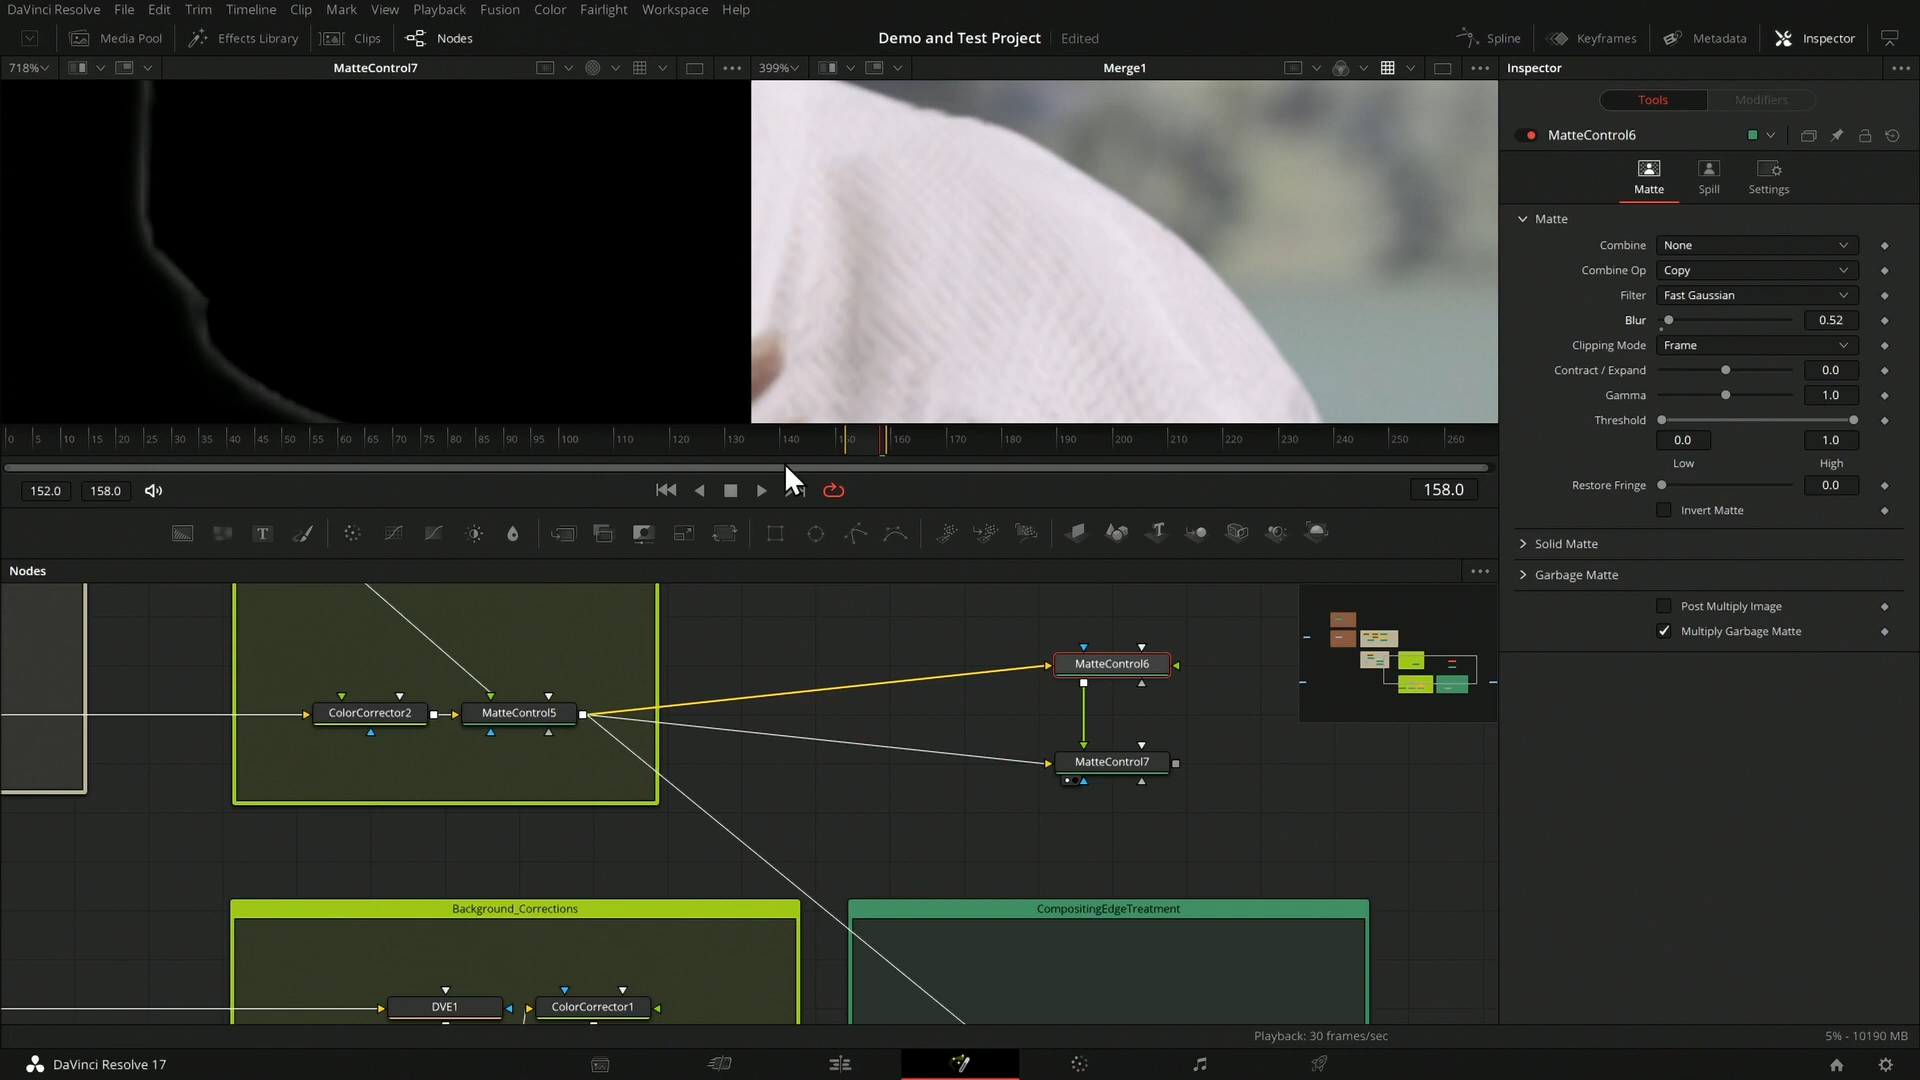 DaVinci Resolve File Edit Trim Timeline Clip Mark View Playback Fusion Color Fairlight Workspace Help
Media Pool Effects Library Clips Nodes Demo and Test Project Edited Spline Keyframes Metadata Inspector
718% MatteControl7 399% Merge1 Inspector
Tools Modifiers
MatteControl6
Matte Spill Settings
Matte
Combine None
Combine Op Copy
Filter Fast Gaussian
Blur 0.52
Clipping Mode Frame
Contract / Expand 0.0
Gamma 1.0
Threshold
0.0 1.0
Low High
Restore Fringe 0.0
Invert Matte
Solid Matte
Garbage Matte
Post Multiply Image
Multiply Garbage Matte
0 5 10 15 20 25 30 35 40 45 50 55 60 65 70 75 80 85 90 95 100 110 120 130 140 150 160 170 180 190 200 210 220 230 240 250 260
152.0 158.0 158.0
Nodes
MatteControl6
ColorCorrector2 MatteControl5
MatteControl7
Background_Corrections CompositingEdgeTreatment
DVE1 ColorCorrector1
Playback: 30 frames/sec 5% - 10190 MB
DaVinci Resolve 17